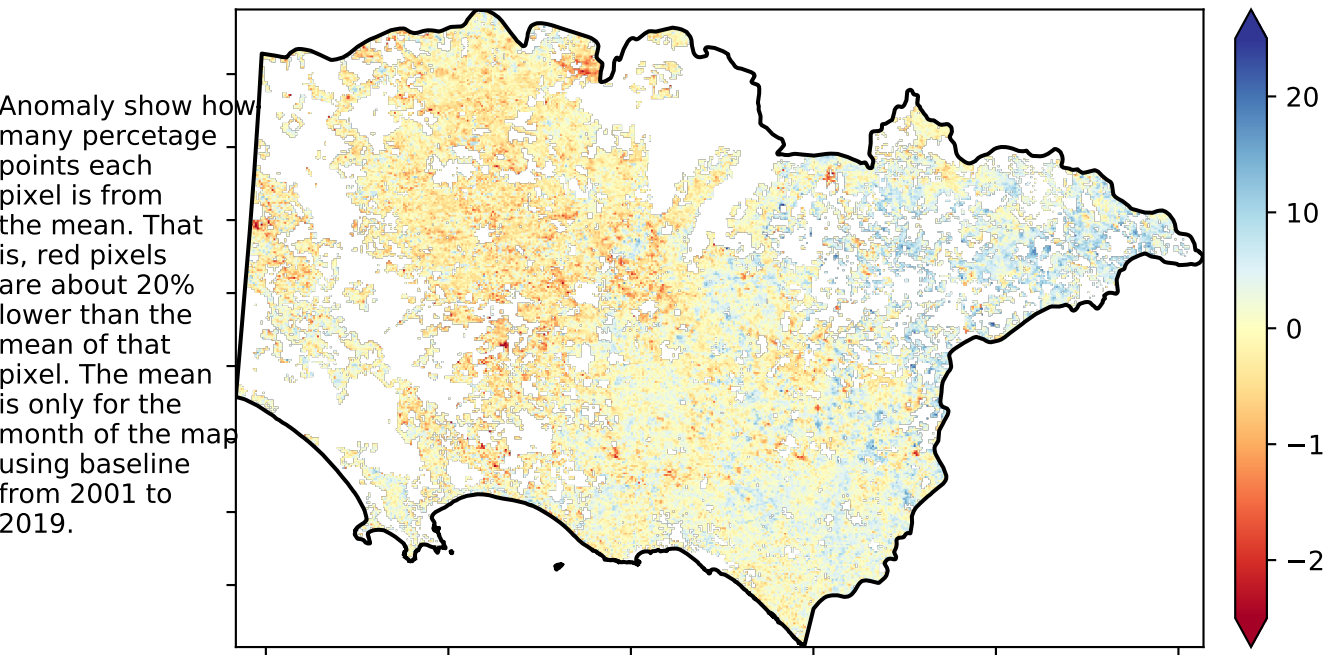 Anomaly show how
many percetage
points each
pixel is from
the mean. That
is, red pixels
are about 20%
lower than the
mean of that
pixel. The mean
is only for the
month of the map
using baseline
from 2001 to
2019.
20
10
0
−1
−2